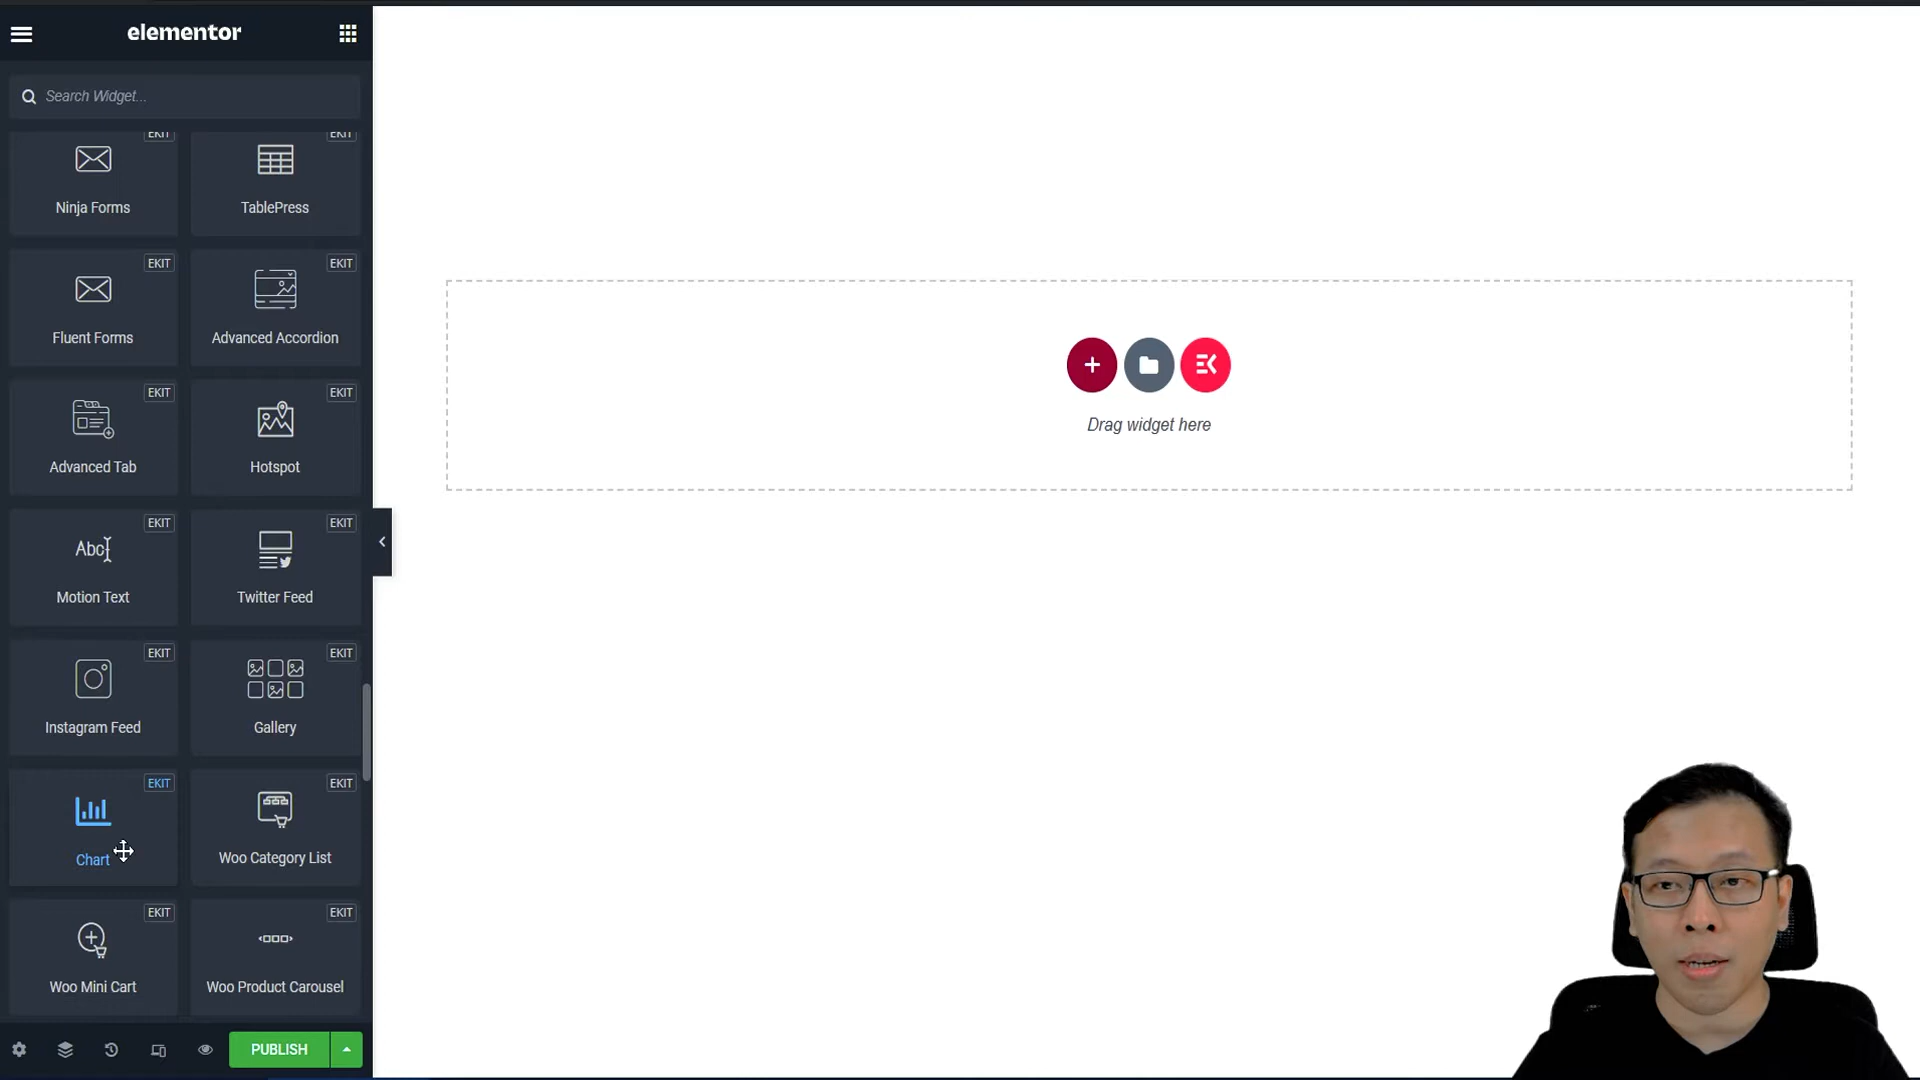 elementor
Search Widget...
EKIT
EKIT
Ninja Forms
TablePress
EKIT
EKIT
Fluent Forms
Advanced Accordion
EKIT
EKIT
Advanced Tab
Hotspot
EKIT
EKIT
Abc
Motion Text
Twitter Feed
EKIT
EKIT
Instagram Feed
Gallery
EKIT
EKIT
Chart
Woo Category List
EKIT
EKIT
Woo Mini Cart
Woo Product Carousel
PUBLISH
Drag widget here